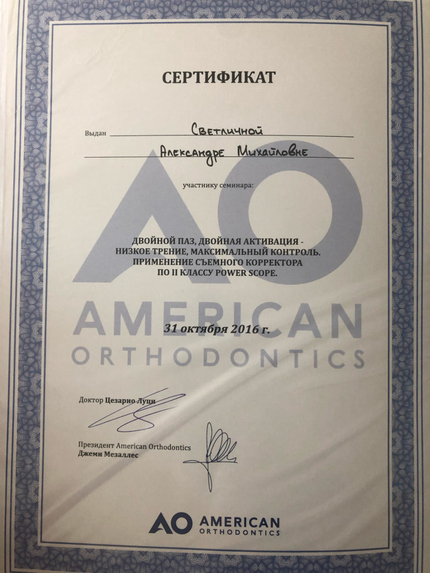 СЕРТИФИКАТ
Выдан Светличной
Александре Михайловне
участнику семинара:
ДВОЙНОЙ ПАЗ, ДВОЙНАЯ АКТИВАЦИЯ -
НИЗКОЕ ТРЕНИЕ, МАКСИМАЛЬНЫЙ КОНТРОЛЬ.
ПРИМЕНЕНИЕ СЪЕМНОГО КОРРЕКТОРА
ПО II КЛАССУ POWER SCOPE.
AO
AMERICAN
ORTHODONTICS
31 октября 2016 г.
Доктор Цезарио Луци
Президент American Orthodontics
Джеми Мезаллес
AO AMERICAN
ORTHODONTICS